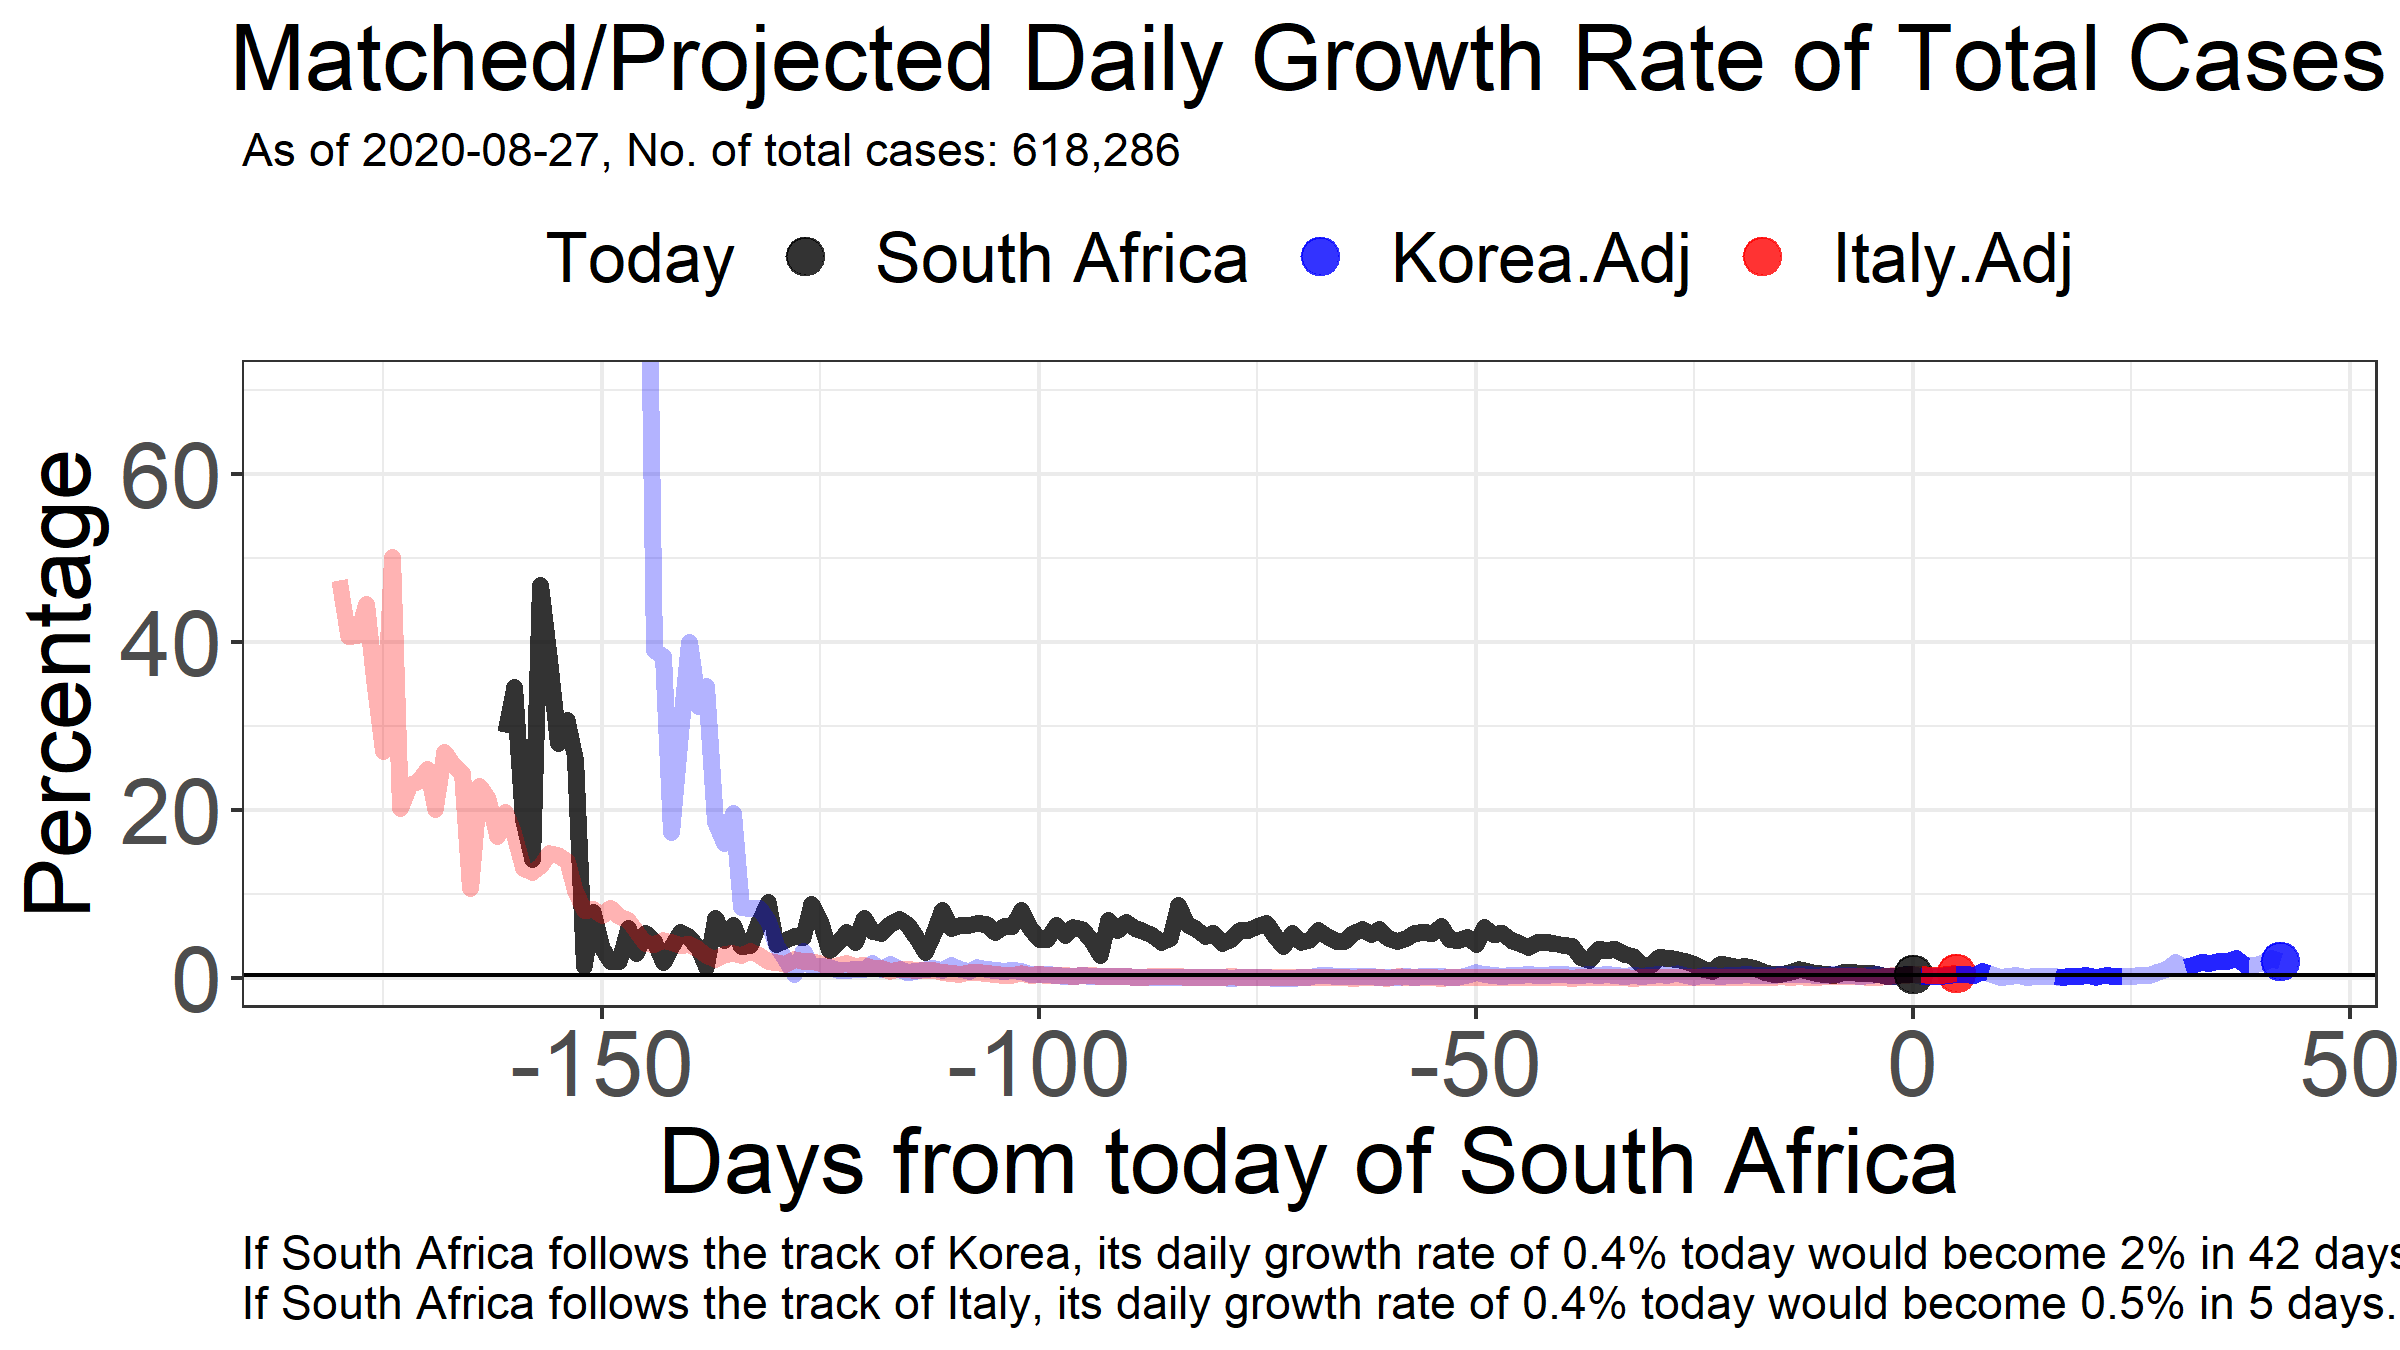 Matched/Projected Daily Growth Rate of Total Cases
As of 2020-08-27, No. of total cases: 618,286
Today South Africa Korea.Adj Italy.Adj
Percentage
60
40
20
0
-150 -100 -50 0 50
Days from today of South Africa
If South Africa follows the track of Korea, its daily growth rate of 0.4% today would become 2% in 42 days
If South Africa follows the track of Italy, its daily growth rate of 0.4% today would become 0.5% in 5 days.